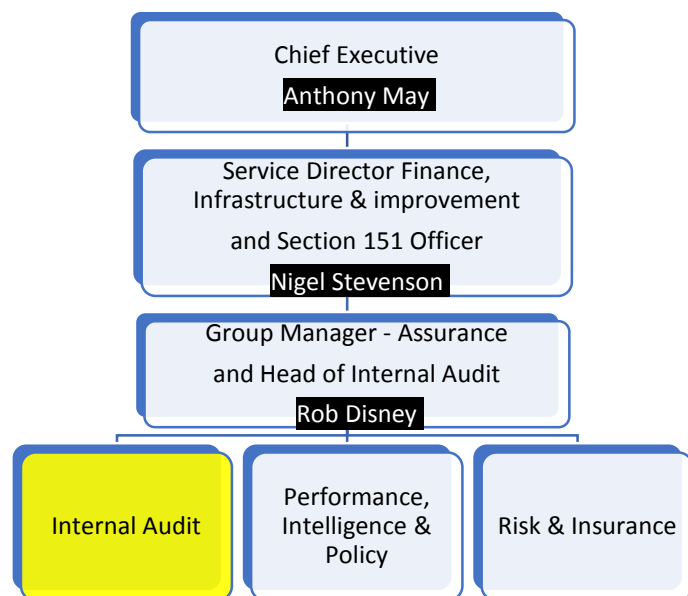 Chief Executive
Anthony May
Service Director Finance,
Infrastructure & improvement
and Section 151 Officer
Nigel Stevenson
Group Manager - Assurance
and Head of Internal Audit
Rob Disney
Internal Audit
Performance,
Intelligence &
Policy
Risk & Insurance